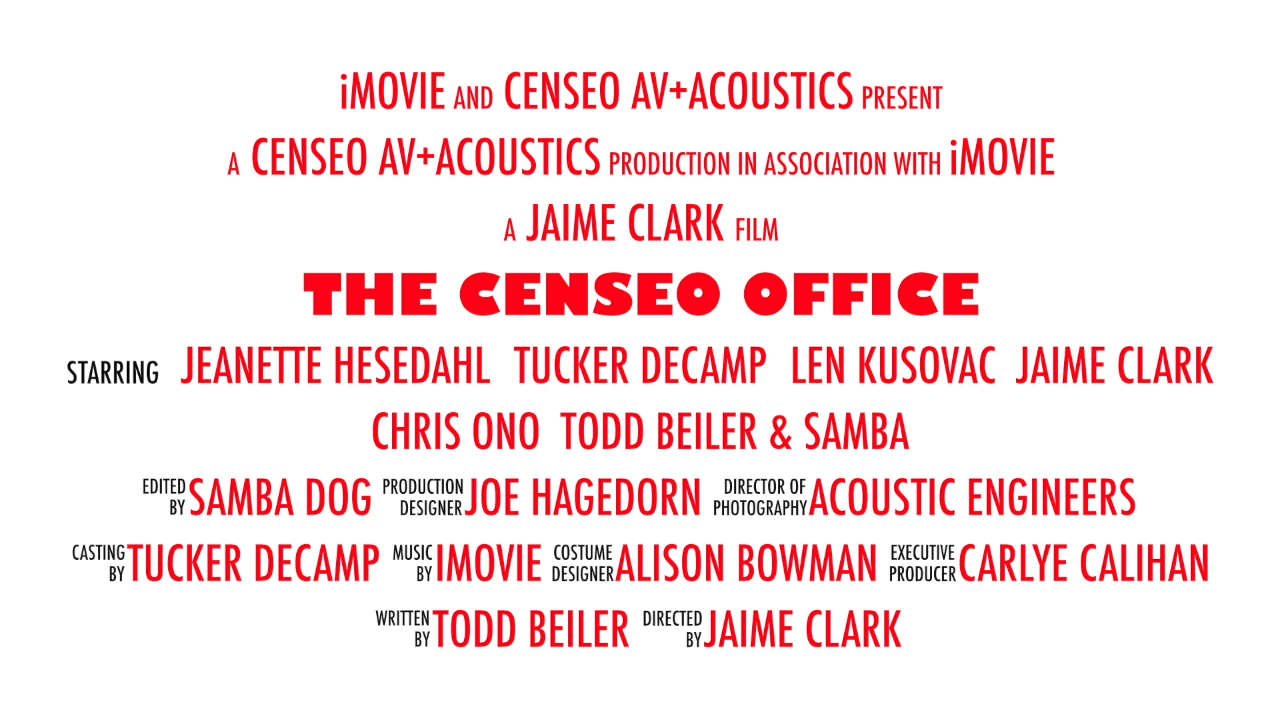 iMOVIE AND CENSEO AV+ACOUSTICS PRESENT
A CENSEO AV+ACOUSTICS PRODUCTION IN ASSOCIATION WITH iMOVIE
A JAIME CLARK FILM
THE CENSEO OFFICE
STARRING JEANETTE HESEDAHL TUCKER DECAMP LEN KUSOVAC JAIME CLARK
CHRIS ONO TODD BEILER & SAMBA
EDITED BY SAMBA DOG PRODUCTION DESIGNER JOE HAGEDORN DIRECTOR OF PHOTOGRAPHY ACOUSTIC ENGINEERS
CASTING BY TUCKER DECAMP MUSIC BY IMOVIE COSTUME DESIGNER ALISON BOWMAN EXECUTIVE PRODUCER CARLYE CALIHAN
WRITTEN BY TODD BEILER DIRECTED BY JAIME CLARK